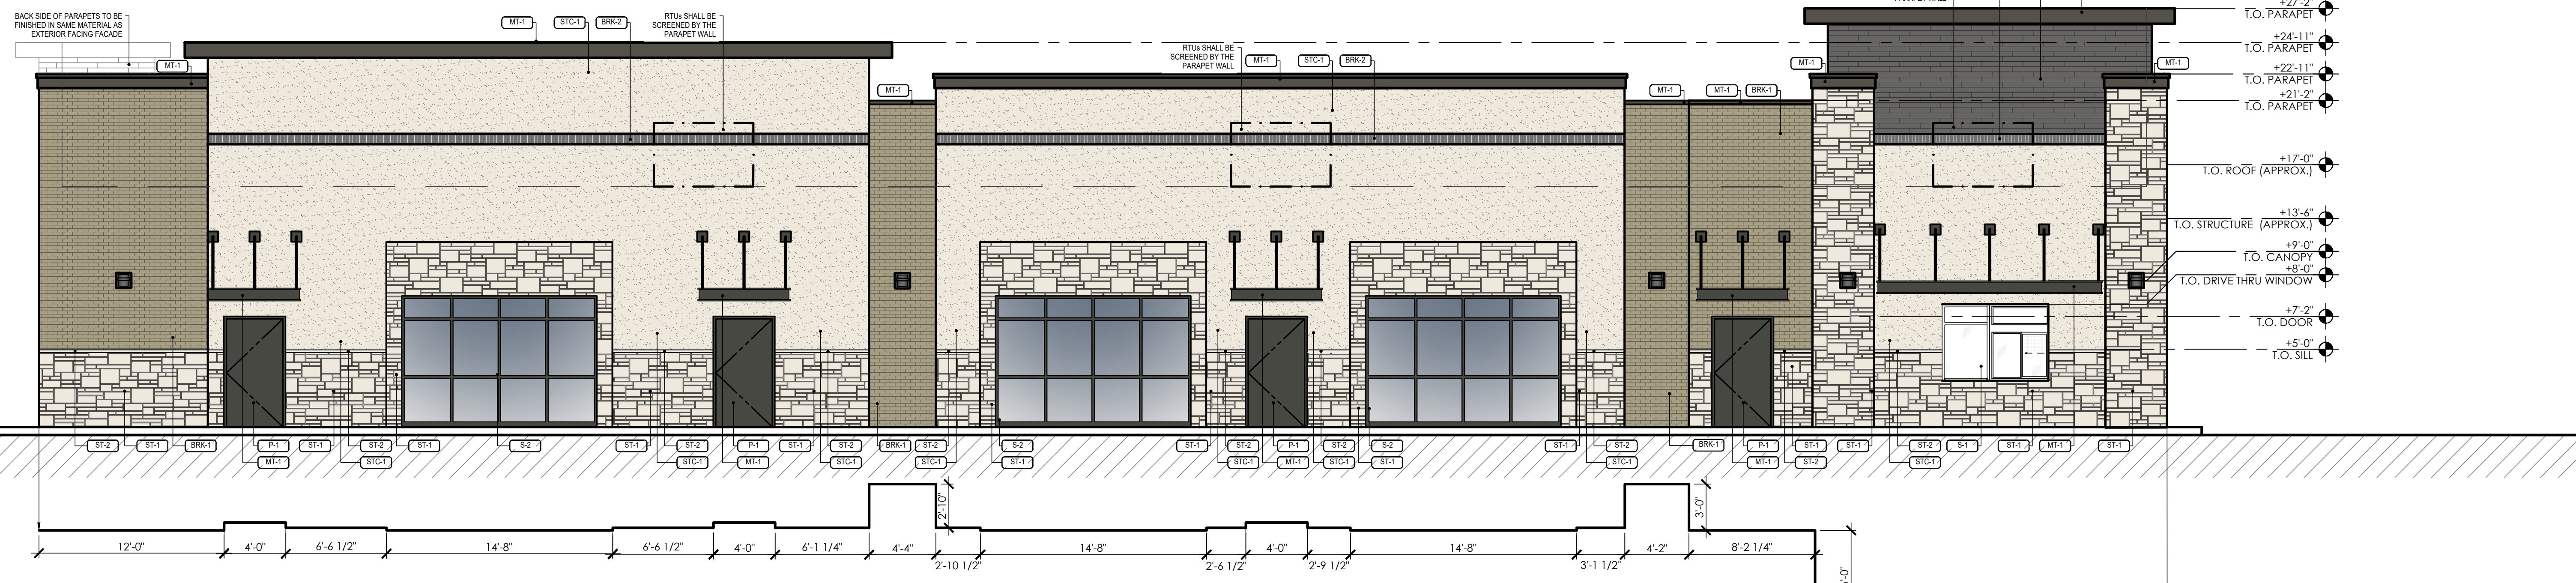 BACK SIDE OF PARAPETS TO BE
FINISHED IN SAME MATERIAL AS
EXTERIOR FACING FACADE
MT-1
STC-1
BRK-2
RTUs SHALL BE
SCREENED BY THE
PARAPET WALL
RTUs SHALL BE
SCREENED BY THE
PARAPET WALL
MT-1
STC-1
BRK-2
MT-1
MT-1
MT-1
MT-1
BRK-1
MT-1
MT-1
+27'-2"
T.O. PARAPET
+24'-11"
T.O. PARAPET
+22'-11"
T.O. PARAPET
+21'-2"
T.O. PARAPET
+17'-0"
T.O. ROOF (APPROX.)
+13'-6"
T.O. STRUCTURE (APPROX.)
+9'-0"
T.O. CANOPY
+8'-0"
T.O. DRIVE THRU WINDOW
+7'-2"
T.O. DOOR
+5'-0"
T.O. SILL
ST-2 ST-1 BRK-1 P-1 ST-1 ST-2 ST-1 S-2 ST-1 ST-2 P-1 ST-1 ST-2 BRK-1 ST-2 S-2 ST-1 ST-2 P-1 ST-2 S-2 ST-1 ST-2 BRK-1 P-1 ST-1 ST-1 ST-2 S-1 ST-1 MT-1 ST-1
MT-1 STC-1 STC-1 MT-1 STC-1 STC-1 ST-1 STC-1 MT-1 STC-1 ST-1 STC-1 MT-1 ST-2 STC-1
2'-10"
3'-0"
12'-0" 4'-0" 6'-6 1/2" 14'-8" 6'-6 1/2" 4'-0" 6'-1 1/4" 4'-4" 14'-8" 4'-0" 14'-8" 4'-2" 8'-2 1/4"
2'-10 1/2" 2'-6 1/2" 2'-9 1/2" 3'-1 1/2"